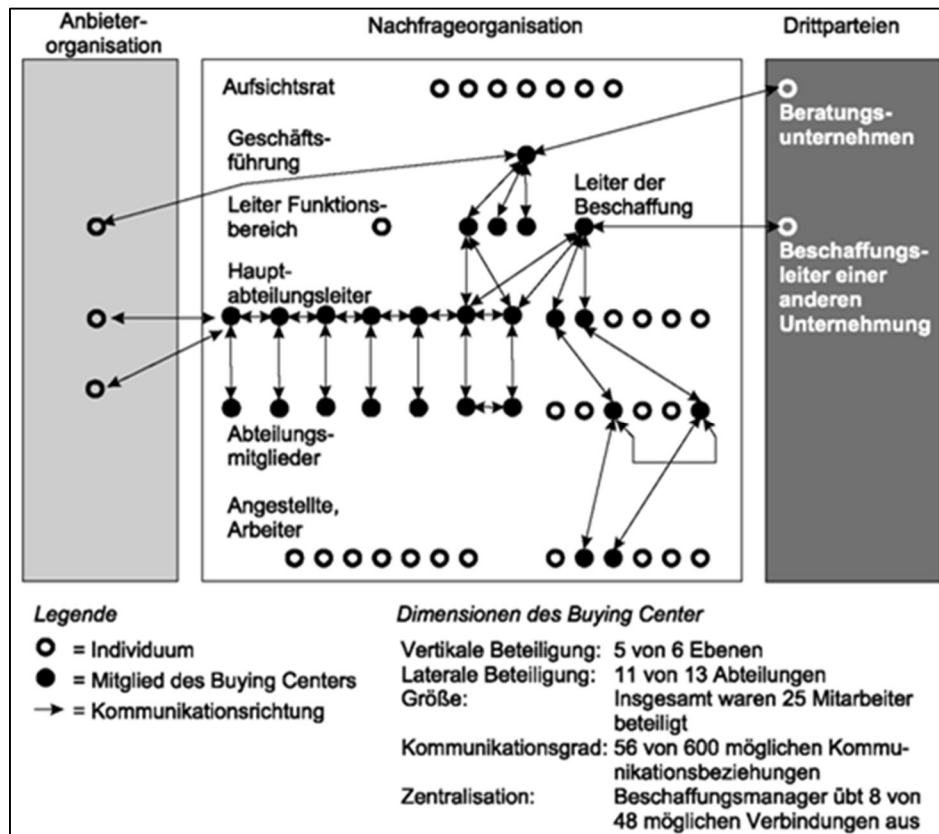 Anbieter-
organisation
Nachfrageorganisation
Drittparteien
Aufsichtsrat
Beratungs-
unternehmen
Geschäfts-
führung
Leiter der
Beschaffung
Leiter Funktions-
bereich
Beschaffungs-
leiter einer
anderen
Unternehmung
Haupt-
abteilungsleiter
Abteilungs-
mitglieder
Angestellte,
Arbeiter
Legende
= Individuum
= Mitglied des Buying Centers
= Kommunikationsrichtung
Dimensionen des Buying Center
Vertikale Beteiligung: 5 von 6 Ebenen
Laterale Beteiligung: 11 von 13 Abteilungen
Größe: Insgesamt waren 25 Mitarbeiter
beteiligt
Kommunikationsgrad: 56 von 600 möglichen Kommu-
nikationsbeziehungen
Zentralisation: Beschaffungsmanager übt 8 von
48 möglichen Verbindungen aus